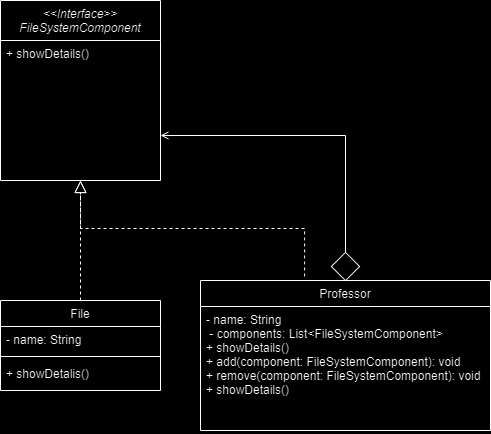 <<Interface>>
FileSystemComponent
+ showDetails()
File
- name: String
+ showDetalis()
Professor
- name: String
- components: List<FileSystemComponent>
+ showDetails()
+ add(component: FileSystemComponent): void
+ remove(component: FileSystemComponent): void
+ showDetails()